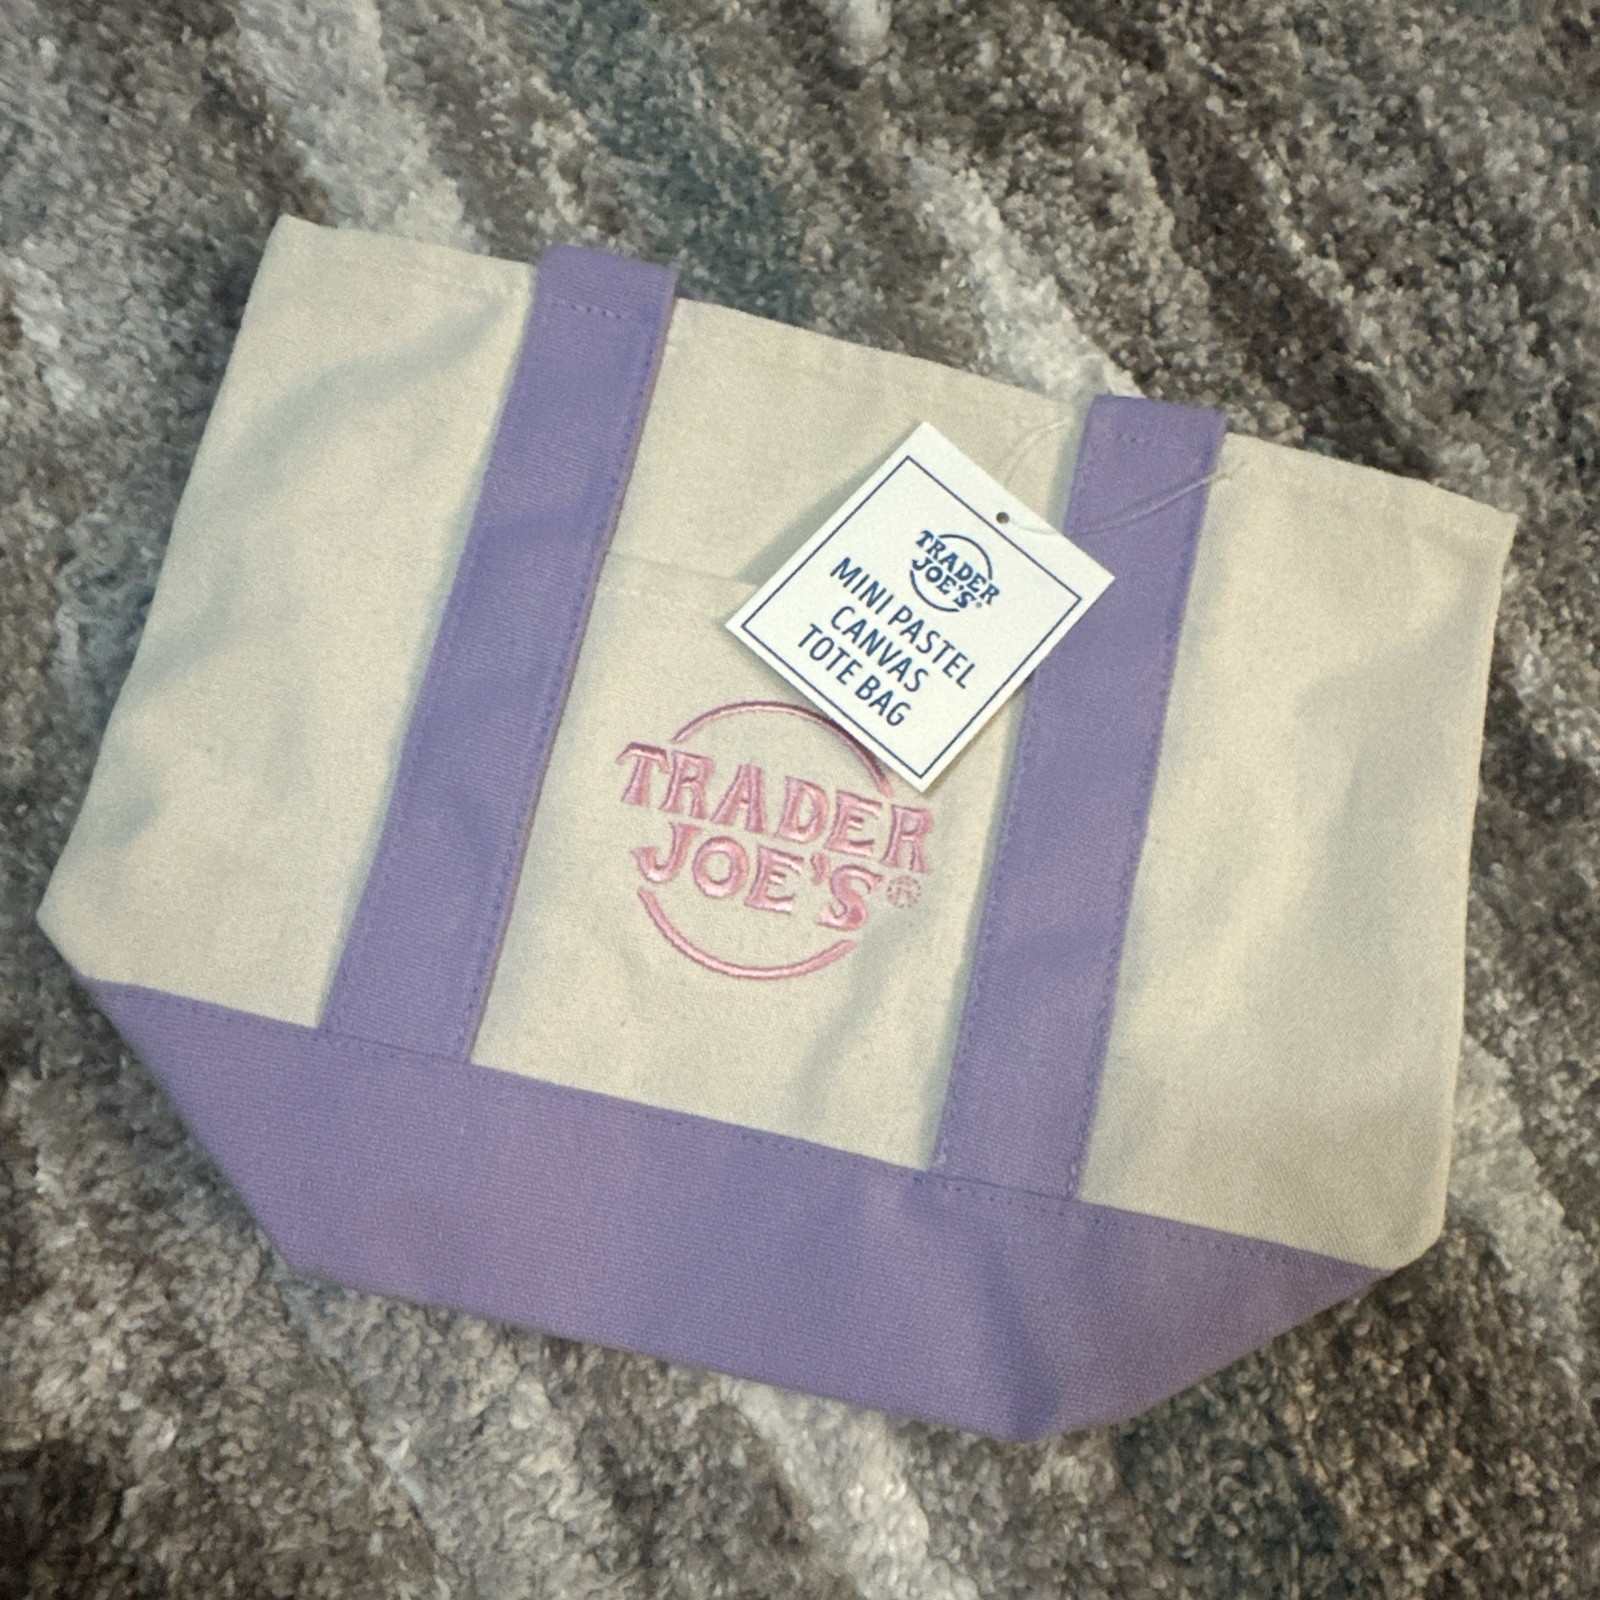 TRADER
JOE'S®
MINI PASTEL
CANVAS
TOTE BAG
TRADER
JOE'S®